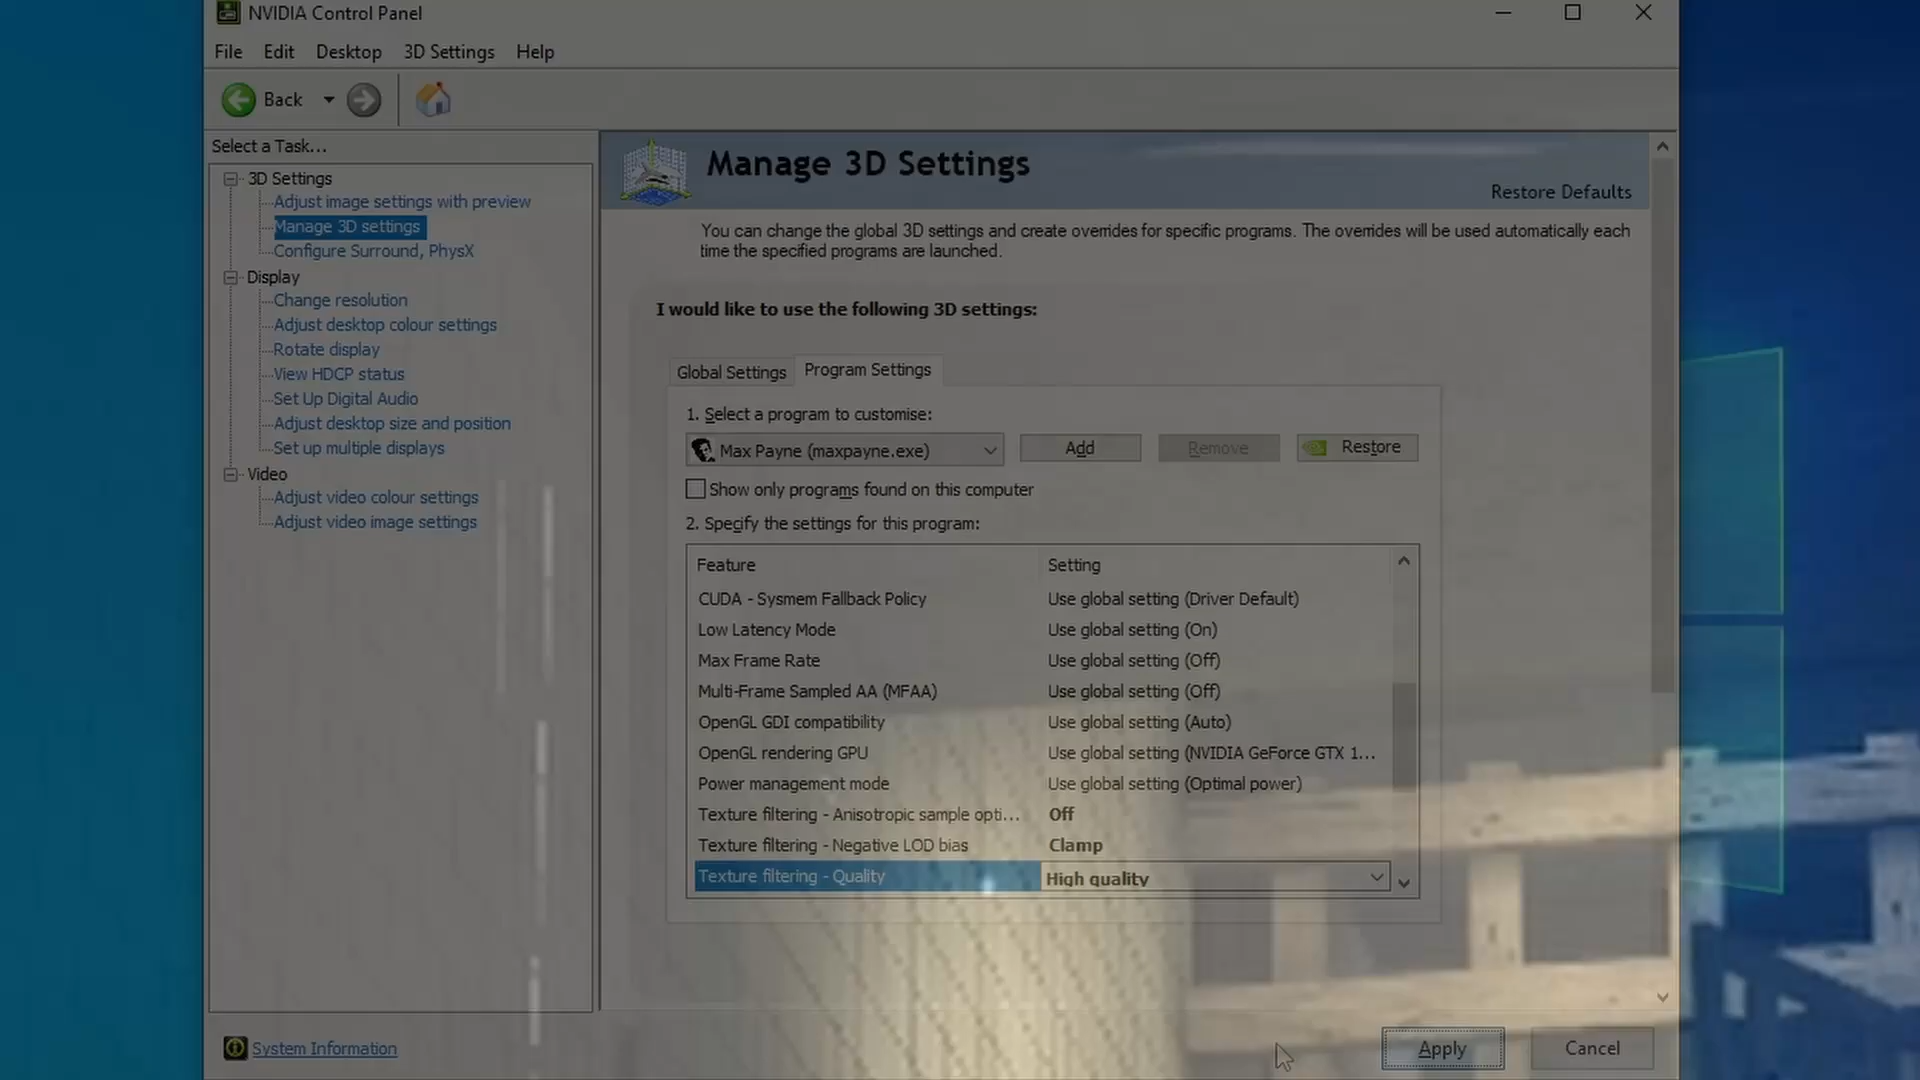 NVIDIA Control Panel
File Edit Desktop 3D Settings Help
Back
Select a Task...
3D Settings
Adjust image settings with preview
Manage 3D settings
Configure Surround, PhysX
Display
Change resolution
Adjust desktop colour settings
Rotate display
View HDCP status
Set Up Digital Audio
Adjust desktop size and position
Set up multiple displays
Video
Adjust video colour settings
Adjust video image settings
System Information
Manage 3D Settings
Restore Defaults
You can change the global 3D settings and create overrides for specific programs. The overrides will be used automatically each
time the specified programs are launched.
I would like to use the following 3D settings:
Global Settings Program Settings
1. Select a program to customise:
Max Payne (maxpayne.exe) Add Remove Restore
Show only programs found on this computer
2. Specify the settings for this program:
Feature Setting
CUDA - Sysmem Fallback Policy Use global setting (Driver Default)
Low Latency Mode Use global setting (On)
Max Frame Rate Use global setting (Off)
Multi-Frame Sampled AA (MFAA) Use global setting (Off)
OpenGL GDI compatibility Use global setting (Auto)
OpenGL rendering GPU Use global setting (NVIDIA GeForce GTX 1...
Power management mode Use global setting (Optimal power)
Texture filtering - Anisotropic sample opti... Off
Texture filtering - Negative LOD bias Clamp
Texture filtering - Quality High quality
Apply Cancel